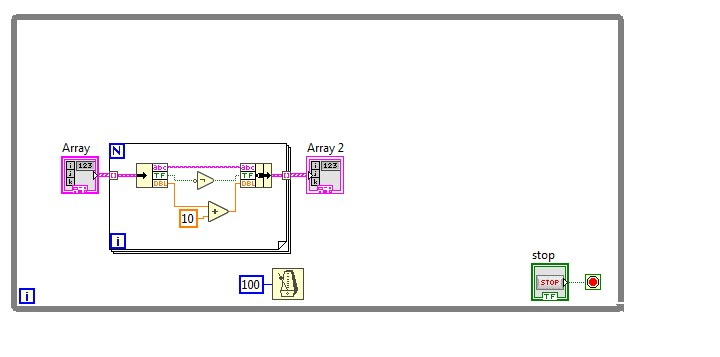 Array
Array 2
123
i
j
k
N
abc
TF
DBL
abc
TF
DBL
123
i
j
k
+
10
i
100
stop
STOP
TF
i